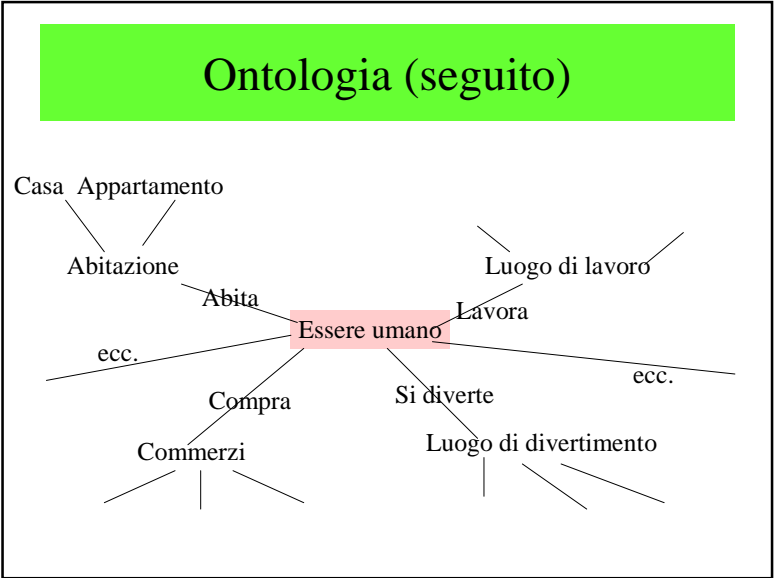 Ontologia (seguito)
Casa Appartamento
Abitazione
Luogo di lavoro
Abita
Lavora
Essere umano
ecc.
ecc.
Compra
Si diverte
Commerzi
Luogo di divertimento